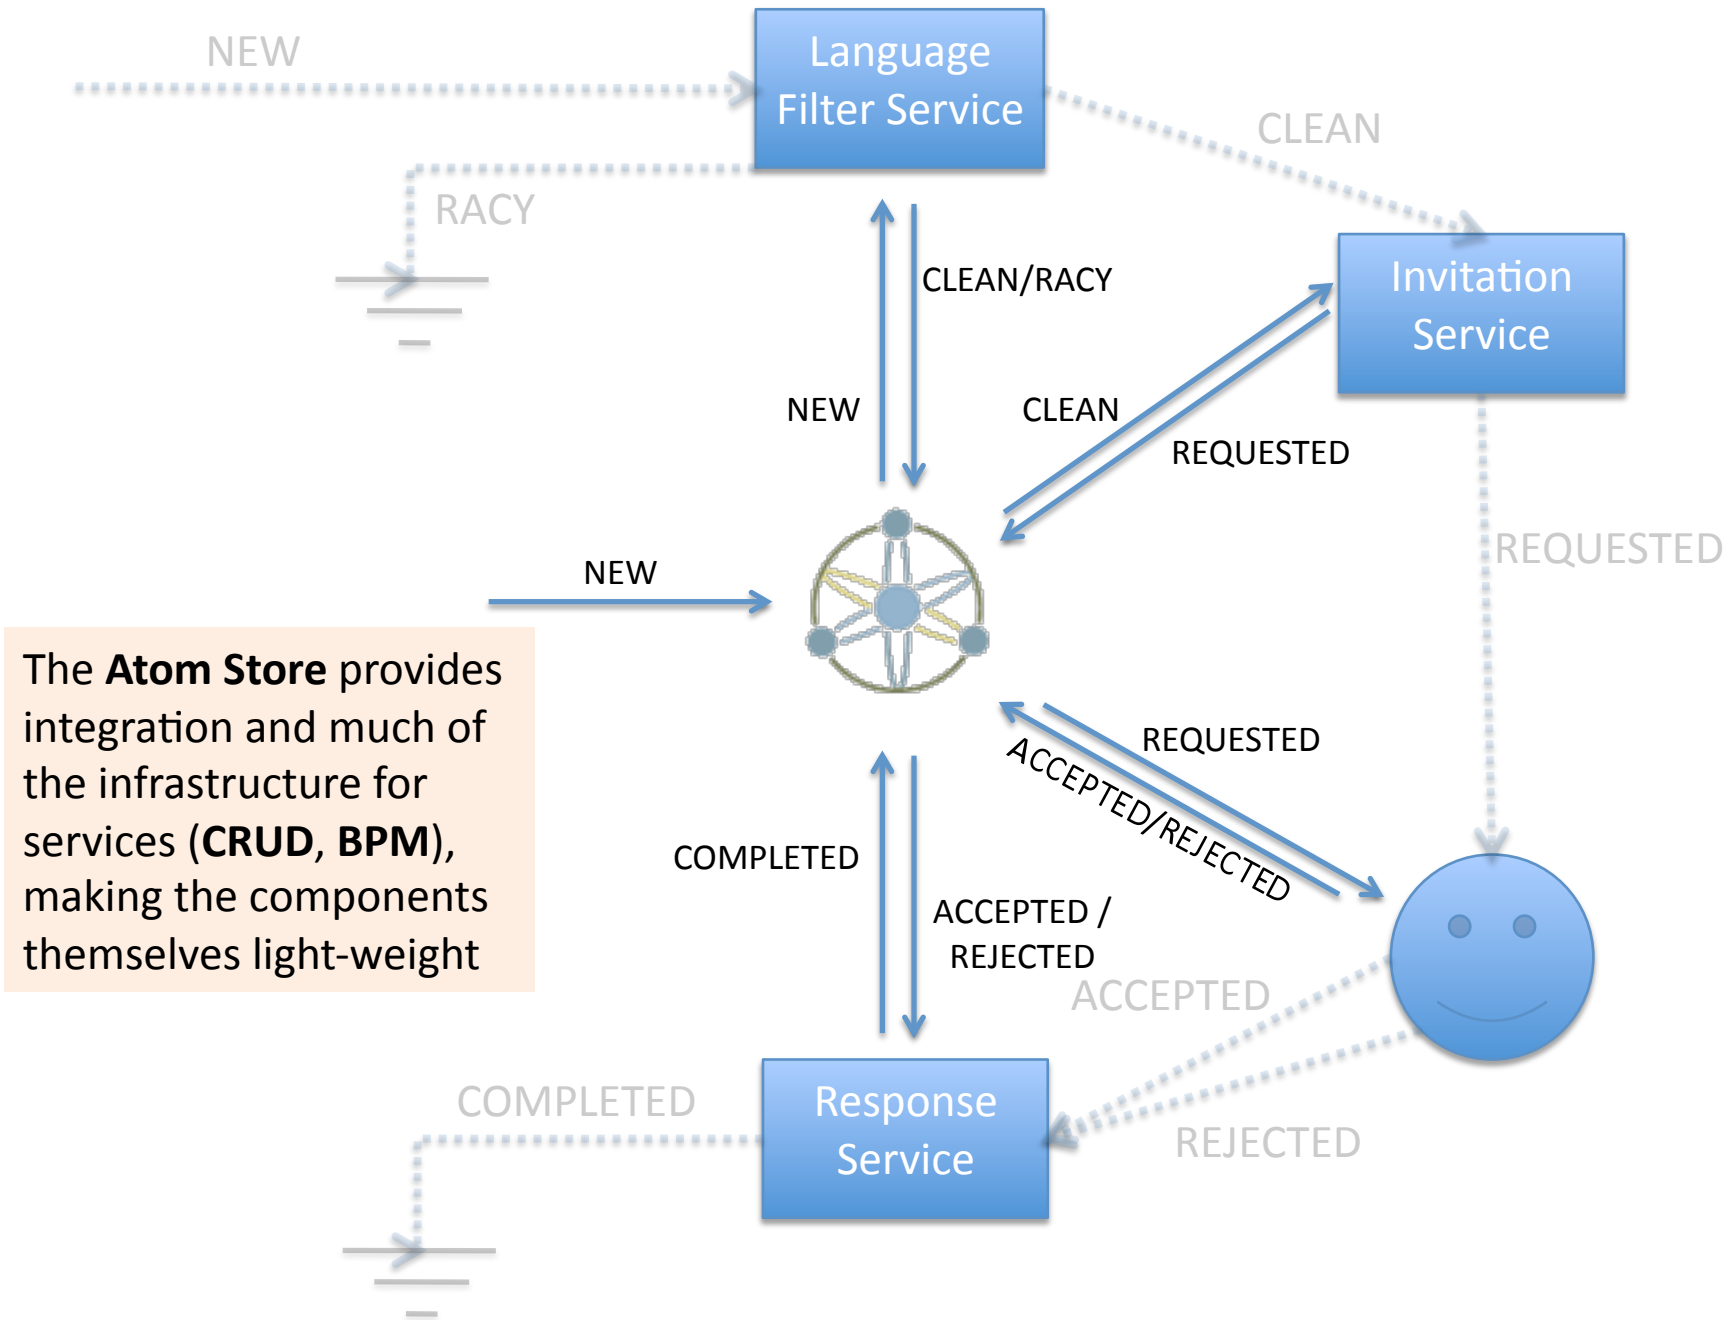 NEW
Language
Filter Service
CLEAN
RACY
CLEAN/RACY
Invitation
Service
NEW
CLEAN
REQUESTED
REQUESTED
NEW
The Atom Store provides
integration and much of
the infrastructure for
services (CRUD, BPM),
making the components
themselves light-weight
REQUESTED
ACCEPTED/REJECTED
COMPLETED
ACCEPTED /
REJECTED
ACCEPTED
COMPLETED
Response
Service
REJECTED